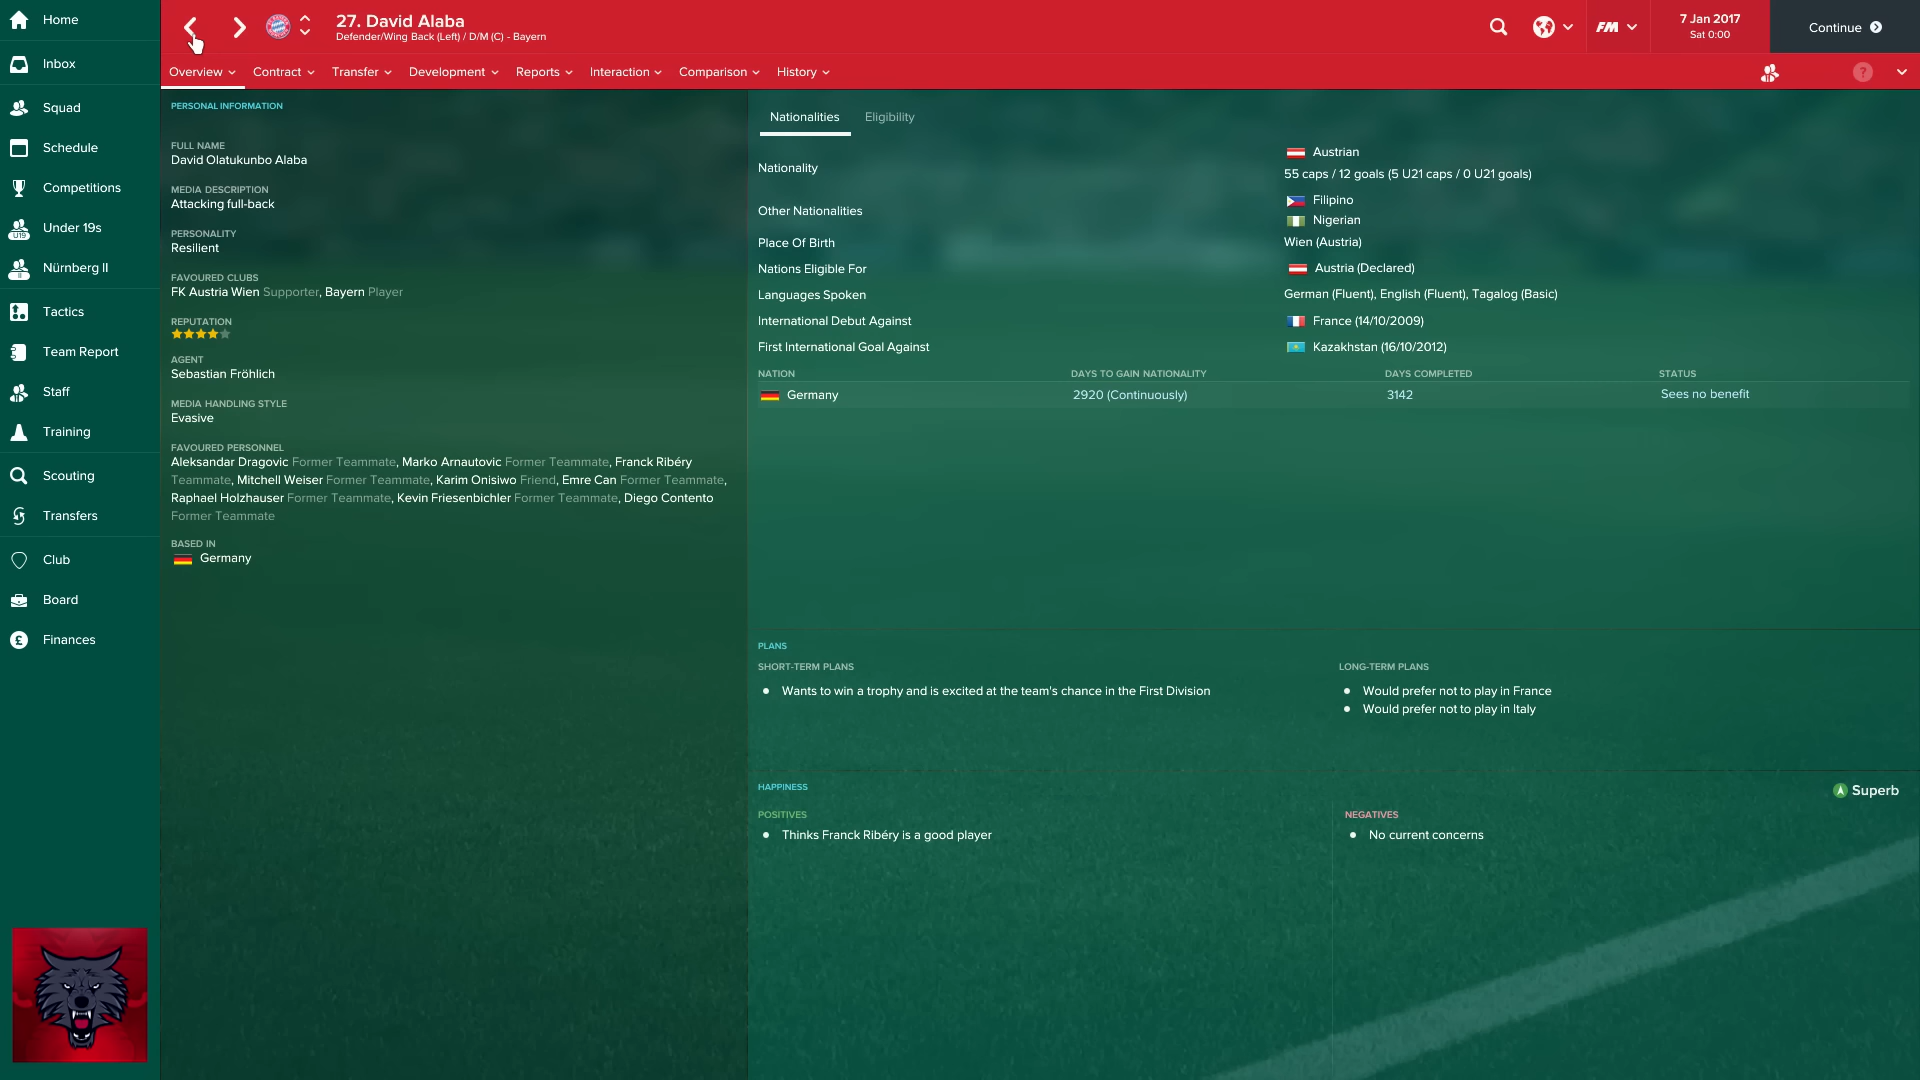 Home
Inbox
Squad
Schedule
Competitions
Under 19s
Nürnberg II
Tactics
Team Report
Staff
Training
Scouting
Transfers
Club
Board
Finances
27. David Alaba
Defender/Wing Back (Left) / D/M (C) - Bayern
FM
7 Jan 2017
Sat 0:00
Continue
Overview Contract Transfer Development Reports Interaction Comparison History
?
PERSONAL INFORMATION
FULL NAME
David Olatukunbo Alaba
MEDIA DESCRIPTION
Attacking full-back
PERSONALITY
Resilient
FAVOURED CLUBS
FK Austria Wien Supporter, Bayern Player
REPUTATION
AGENT
Sebastian Fröhlich
MEDIA HANDLING STYLE
Evasive
FAVOURED PERSONNEL
Aleksandar Dragovic Former Teammate, Marko Arnautovic Former Teammate, Franck Ribéry
Teammate, Mitchell Weiser Former Teammate, Karim Onisiwo Friend, Emre Can Former Teammate,
Raphael Holzhauser Former Teammate, Kevin Friesenbichler Former Teammate, Diego Contento
Former Teammate
BASED IN
Germany
Nationalities Eligibility
Nationality
Austrian
55 caps / 12 goals (5 U21 caps / 0 U21 goals)
Other Nationalities
Filipino
Nigerian
Place Of Birth Wien (Austria)
Nations Eligible For Austria (Declared)
Languages Spoken German (Fluent), English (Fluent), Tagalog (Basic)
International Debut Against France (14/10/2009)
First International Goal Against Kazakhstan (16/10/2012)
NATION DAYS TO GAIN NATIONALITY DAYS COMPLETED STATUS
Germany 2920 (Continuously) 3142 Sees no benefit
PLANS
SHORT-TERM PLANS
Wants to win a trophy and is excited at the team's chance in the First Division
LONG-TERM PLANS
Would prefer not to play in France
Would prefer not to play in Italy
HAPPINESS
Superb
POSITIVES
Thinks Franck Ribéry is a good player
NEGATIVES
No current concerns